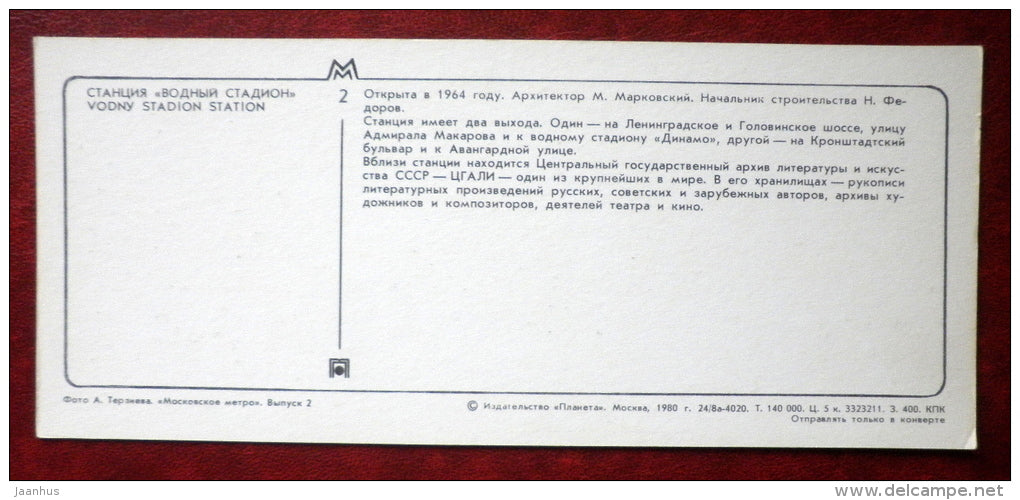 СТАНЦИЯ «ВОДНЫЙ СТАДИОН»
VODNY STADION STATION
М
2
Открыта в 1964 году. Архитектор М. Марковский. Начальник строительства Н. Фе-
доров.
Станция имеет два выхода. Один — на Ленинградское и Головинское шоссе, улицу
Адмирала Макарова и к водному стадиону «Динамо», другой — на Кронштадтский
бульвар и к Авангардной улице.
Вблизи станции находится Центральный государственный архив литературы и искус-
ства СССР — ЦГАЛИ — один из крупнейших в мире. В его хранилищах — рукописи
литературных произведений русских, советских и зарубежных авторов, архивы ху-
дожников и композиторов, деятелей театра и кино.
Фото А. Терзиева. «Московское метро». Выпуск 2
© Издательство «Планета». Москва, 1980 г. 24/8а-4020. Т. 140 000. Ц. 5 к. 3323211. З. 400. КПК
Отправлять только в конверте
jaanhus
delcampe.net